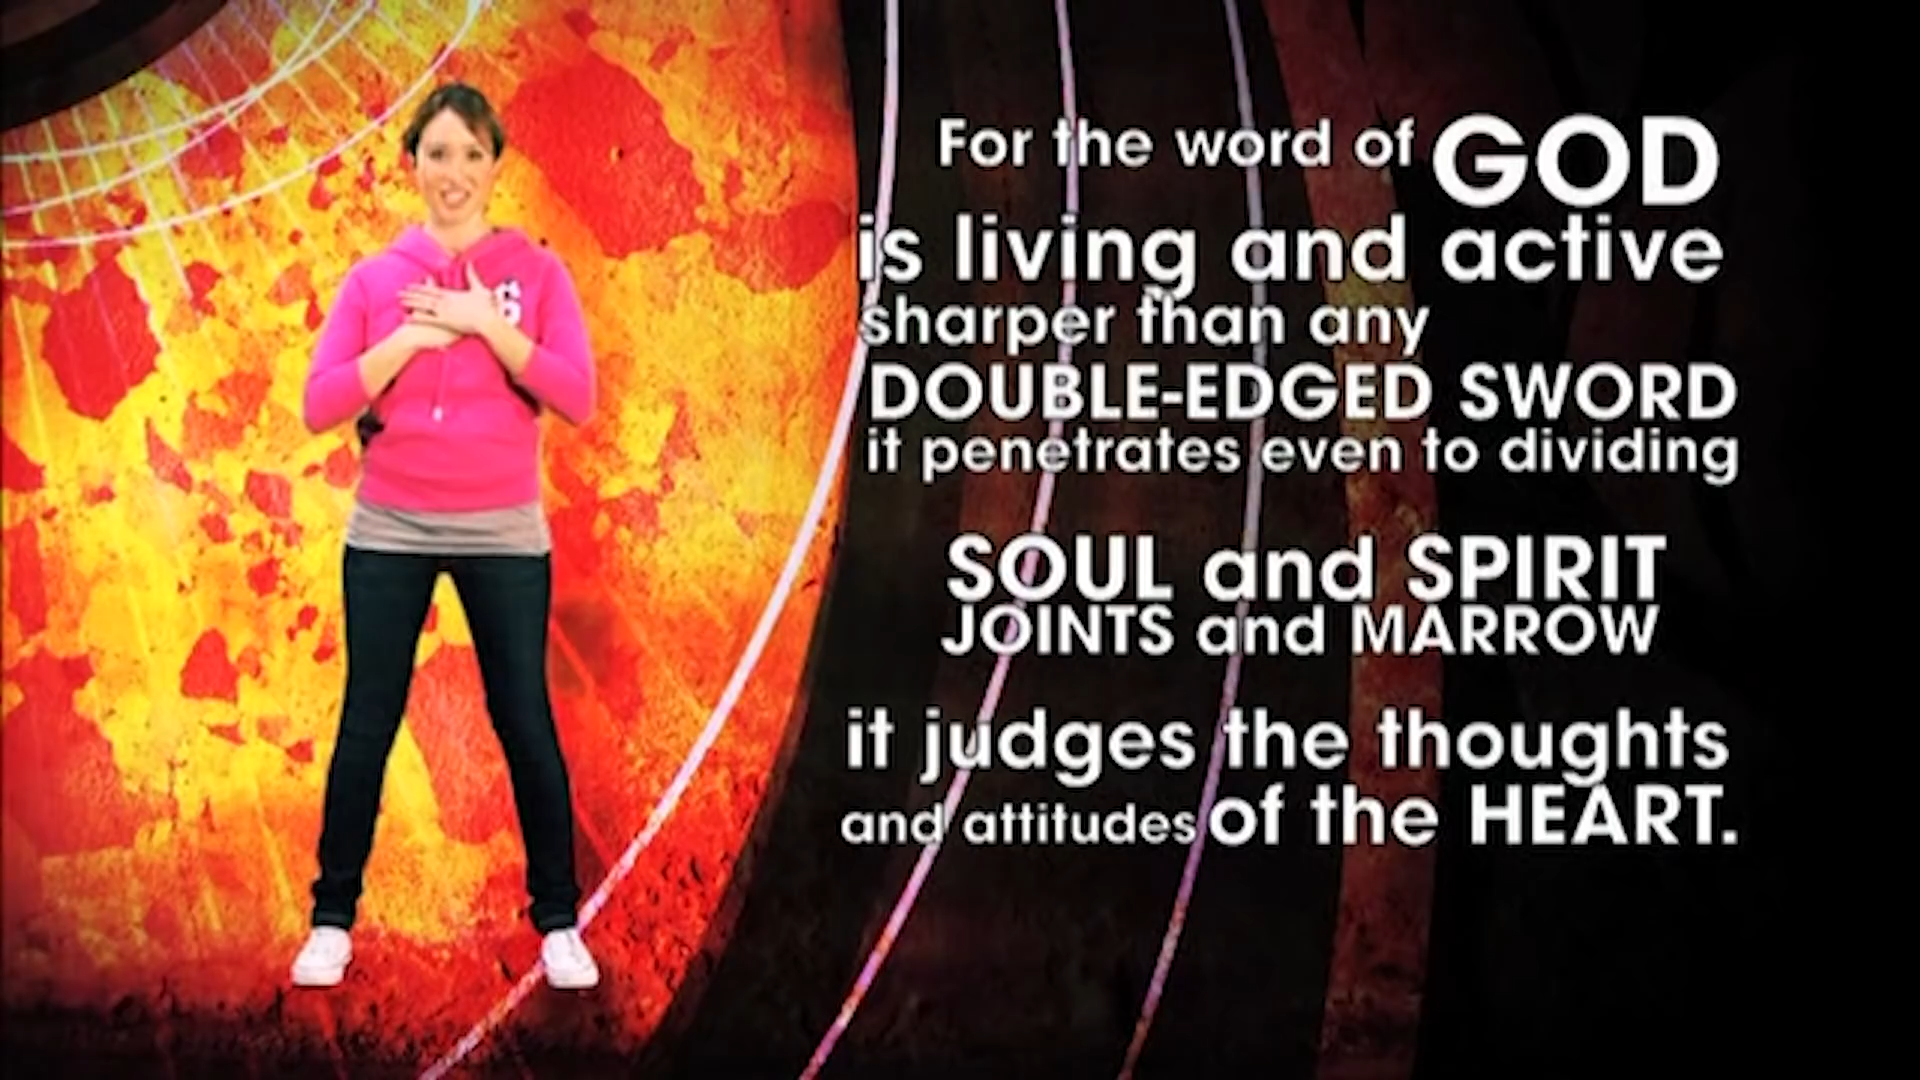 For the word of GOD
is living and active
sharper than any
DOUBLE-EDGED SWORD
it penetrates even to dividing
SOUL and SPIRIT
JOINTS and MARROW
it judges the thoughts
and attitudes of the HEART.